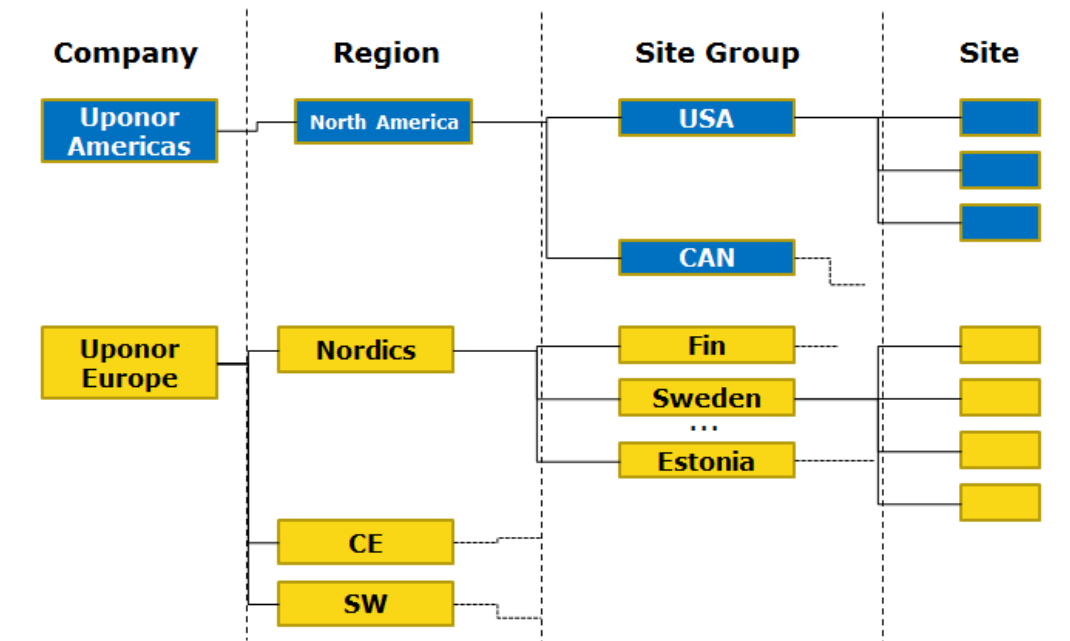 Company
Region
Site Group
Site
Uponor
Americas
North America
USA
CAN
Uponor
Europe
Nordics
Fin
Sweden
...
Estonia
CE
SW